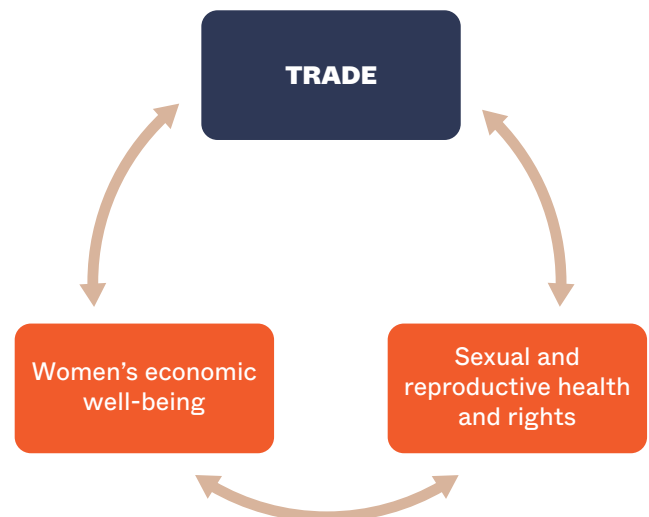 TRADE
Women’s economic
well-being
Sexual and
reproductive health
and rights